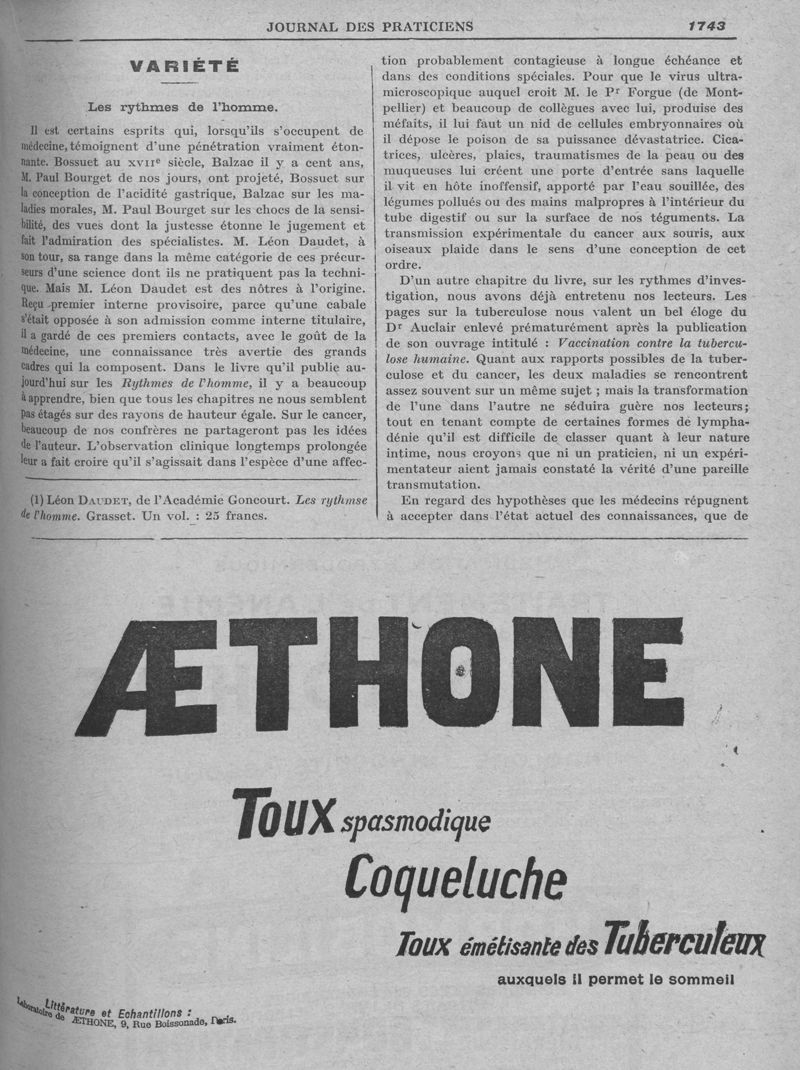 JOURNAL DES PRATICIENS
1743
VARIÉTÉ
Les rythmes de l'homme.
Il est certains esprits qui, lorsqu'ils s'occupent de
médecine, témoignent d'une pénétration vraiment éton-
nante. Bossuet au XVIIe siècle, Balzac il y a cent ans,
M. Paul Bourget de nos jours, ont projeté, Bossuet sur
la conception de l'acidité gastrique, Balzac sur les ma-
ladies morales, M. Paul Bourget sur les chocs de la sensi-
bilité, des vues dont la justesse étonne le jugement et
fait l'admiration des spécialistes. M. Léon Daudet, à
son tour, sa range dans la même catégorie de ces précur-
seurs d'une science dont ils ne pratiquent pas la techni-
que. Mais M. Léon Daudet est des nôtres à l'origine.
Reçu premier interne provisoire, parce qu'une cabale
s'était opposée à son admission comme interne titulaire,
il a gardé de ces premiers contacts, avec le goût de la
médecine, une connaissance très avertie des grands
cadres qui la composent. Dans le livre qu'il publie au-
jourd'hui sur les Rythmes de l'homme, il y a beaucoup
à apprendre, bien que tous les chapitres ne nous semblent
pas étagés sur des rayons de hauteur égale. Sur le cancer,
beaucoup de nos confrères ne partageront pas les idées
de l'auteur. L'observation clinique longtemps prolongée
leur a fait croire qu'il s'agissait dans l'espèce d'une affec-
(1) Léon DAUDET, de l'Académie Goncourt. Les rythmse
de l'homme. Grasset. Un vol. : 25 francs.
tion probablement contagieuse à longue échéance et
dans des conditions spéciales. Pour que le virus ultra-
microscopique auquel croit M. le Pr Forgue (de Mont-
pellier) et beaucoup de collègues avec lui, produise des
méfaits, il lui faut un nid de cellules embryonnaires où
il dépose le poison de sa puissance dévastatrice. Cica-
trices, ulcères, plaies, traumatismes de la peau ou des
muqueuses lui créent une porte d'entrée sans laquelle
il vit en hôte inoffensif, apporté par l'eau souillée, des
légumes pollués ou des mains malpropres à l'intérieur du
tube digestif ou sur la surface de nos téguments. La
transmission expérimentale du cancer aux souris, aux
oiseaux plaide dans le sens d'une conception de cet
ordre.
D'un autre chapitre du livre, sur les rythmes d'inves-
tigation, nous avons déjà entretenu nos lecteurs. Les
pages sur la tuberculose nous valent un bel éloge du
Dr Auclair enlevé prématurément après la publication
de son ouvrage intitulé : Vaccination contre la tubercu-
lose humaine. Quant aux rapports possibles de la tuber-
culose et du cancer, les deux maladies se rencontrent
assez souvent sur un même sujet ; mais la transformation
de l'une dans l'autre ne séduira guère nos lecteurs;
tout en tenant compte de certaines formes de lympha-
dénie qu'il est difficile de classer quant à leur nature
intime, nous croyons que ni un praticien, ni un expéri-
mentateur aient jamais constaté la vérité d'une pareille
transmutation.
En regard des hypothèses que les médecins répugnent
à accepter dans l'état actuel des connaissances, que de
ÆTHONE
TOUX spasmodique
Coqueluche
Toux émétisante des Tuberculeux
auxquels il permet le sommeil
Littérature et Echantillons :
Laboratoire de ÆTHONE, 9, Rue Boissonade, Paris.